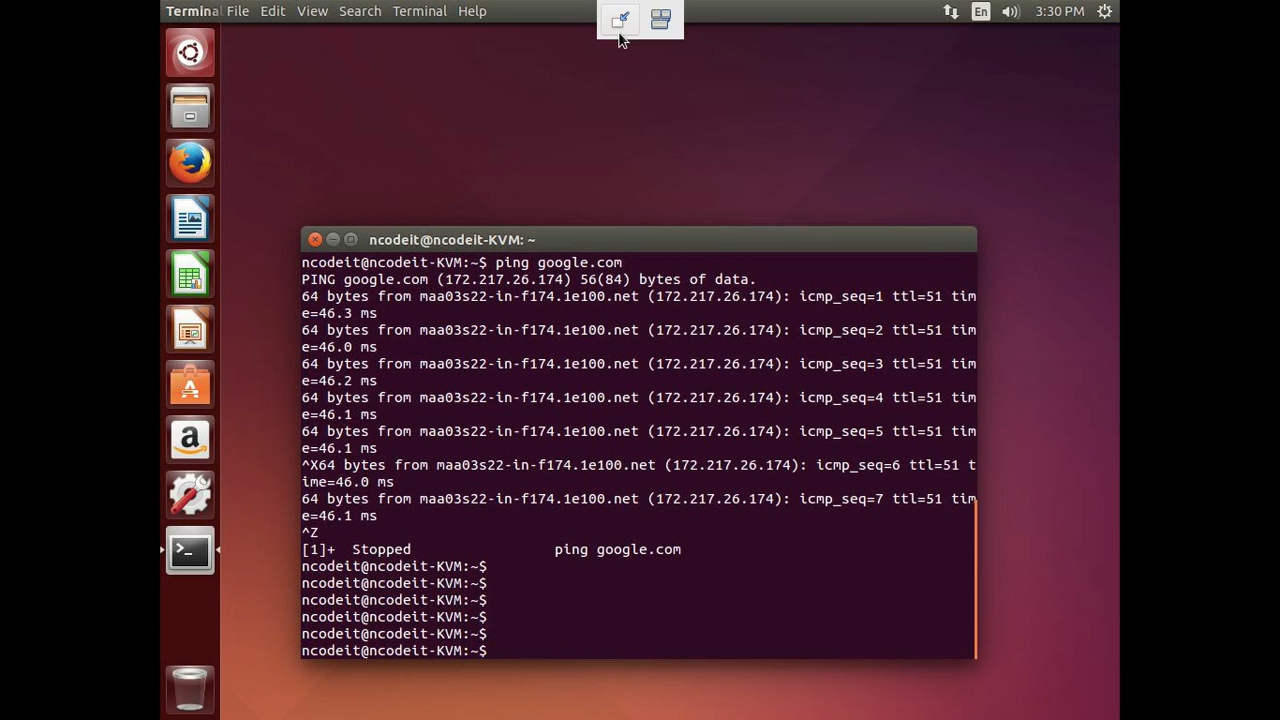 Terminal File Edit View Search Terminal Help En 3:30 PM
ncodeit@ncodeit-KVM: ~
ncodeit@ncodeit-KVM:~$ ping google.com
PING google.com (172.217.26.174) 56(84) bytes of data.
64 bytes from maa03s22-in-f174.1e100.net (172.217.26.174): icmp_seq=1 ttl=51 tim
e=46.3 ms
64 bytes from maa03s22-in-f174.1e100.net (172.217.26.174): icmp_seq=2 ttl=51 tim
e=46.0 ms
64 bytes from maa03s22-in-f174.1e100.net (172.217.26.174): icmp_seq=3 ttl=51 tim
e=46.2 ms
64 bytes from maa03s22-in-f174.1e100.net (172.217.26.174): icmp_seq=4 ttl=51 tim
e=46.1 ms
64 bytes from maa03s22-in-f174.1e100.net (172.217.26.174): icmp_seq=5 ttl=51 tim
e=46.1 ms
^X64 bytes from maa03s22-in-f174.1e100.net (172.217.26.174): icmp_seq=6 ttl=51 t
ime=46.0 ms
64 bytes from maa03s22-in-f174.1e100.net (172.217.26.174): icmp_seq=7 ttl=51 tim
e=46.1 ms
^Z
[1]+  Stopped                 ping google.com
ncodeit@ncodeit-KVM:~$
ncodeit@ncodeit-KVM:~$
ncodeit@ncodeit-KVM:~$
ncodeit@ncodeit-KVM:~$
ncodeit@ncodeit-KVM:~$
ncodeit@ncodeit-KVM:~$